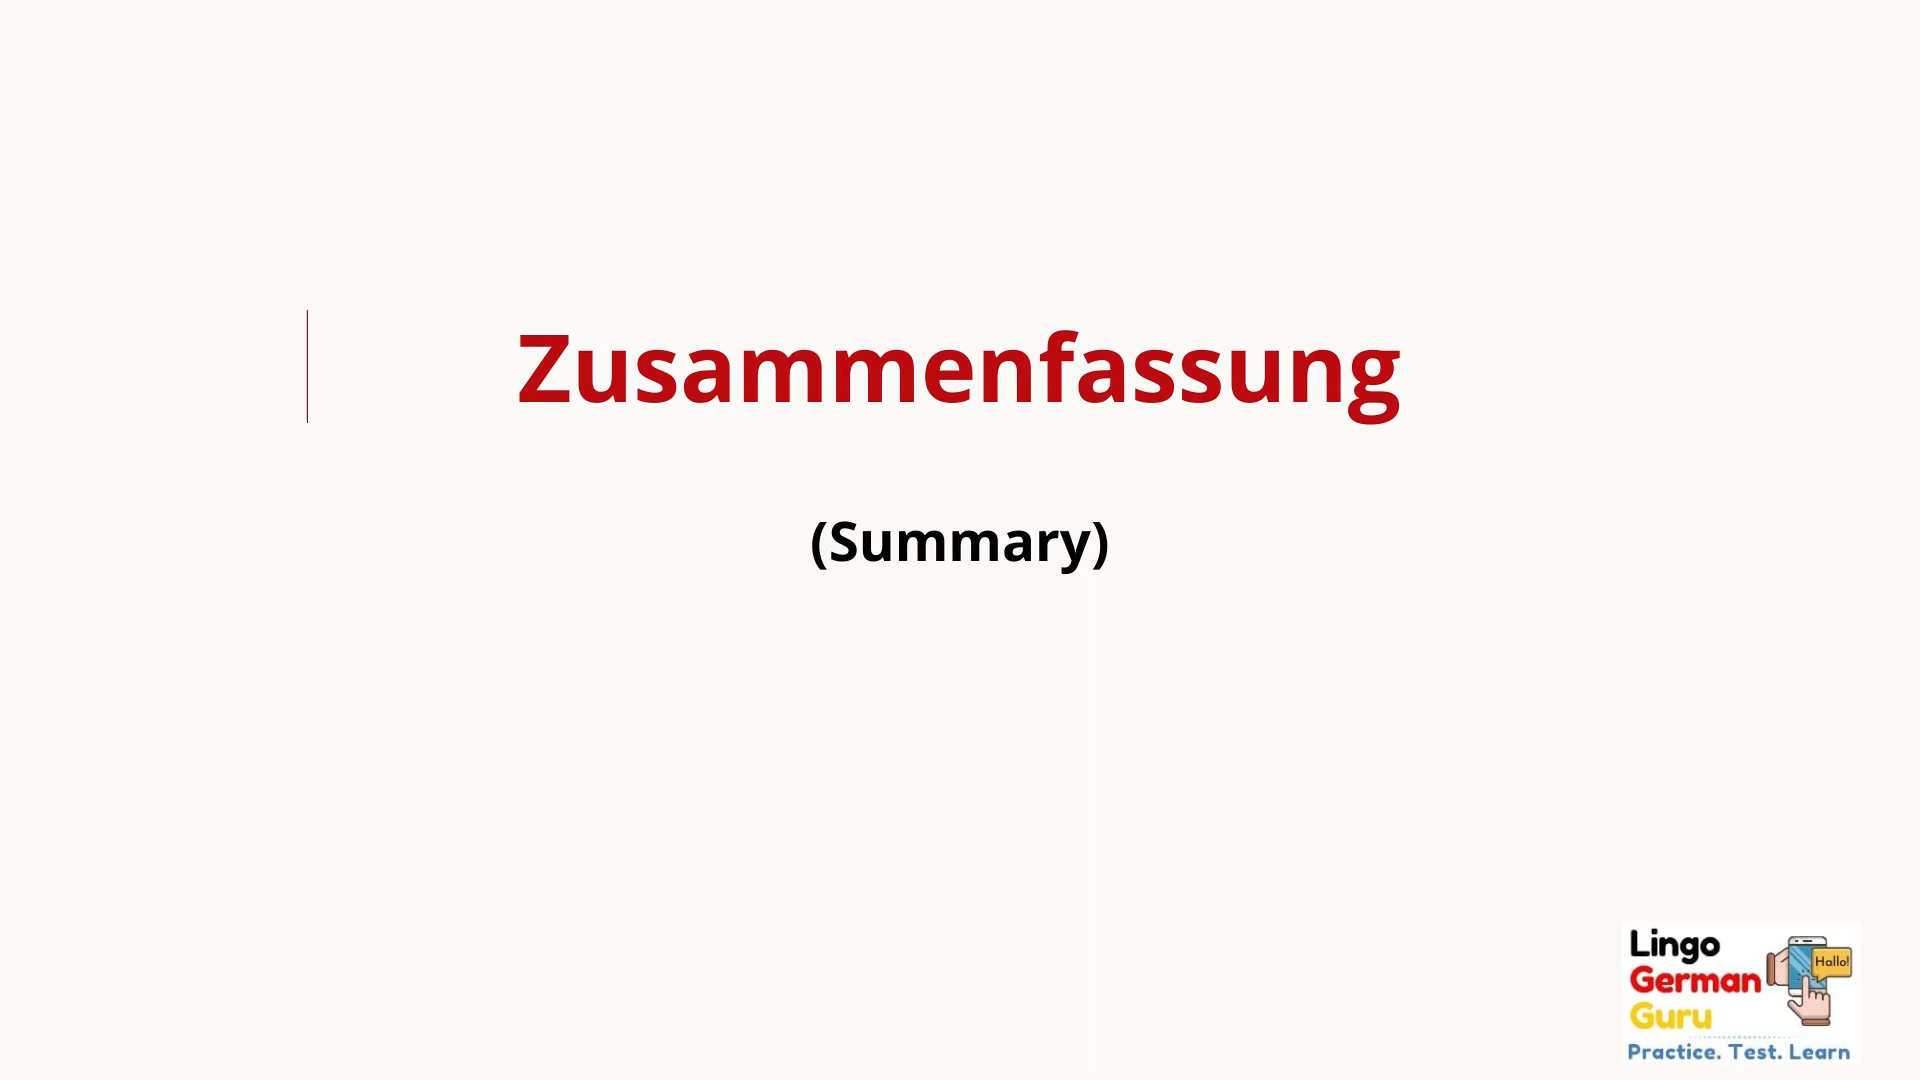 Zusammenfassung
(Summary)
Lingo
German
Guru
Hallo!
Practice. Test. Learn